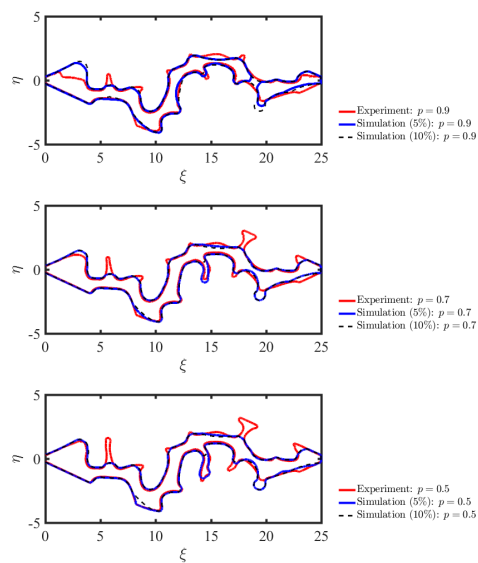 5
0
-5
η
0 5 10 15 20 25
ξ
Experiment: p = 0.9
Simulation (5%): p = 0.9
Simulation (10%): p = 0.9
5
0
-5
η
0 5 10 15 20 25
ξ
Experiment: p = 0.7
Simulation (5%): p = 0.7
Simulation (10%): p = 0.7
5
0
-5
η
0 5 10 15 20 25
ξ
Experiment: p = 0.5
Simulation (5%): p = 0.5
Simulation (10%): p = 0.5